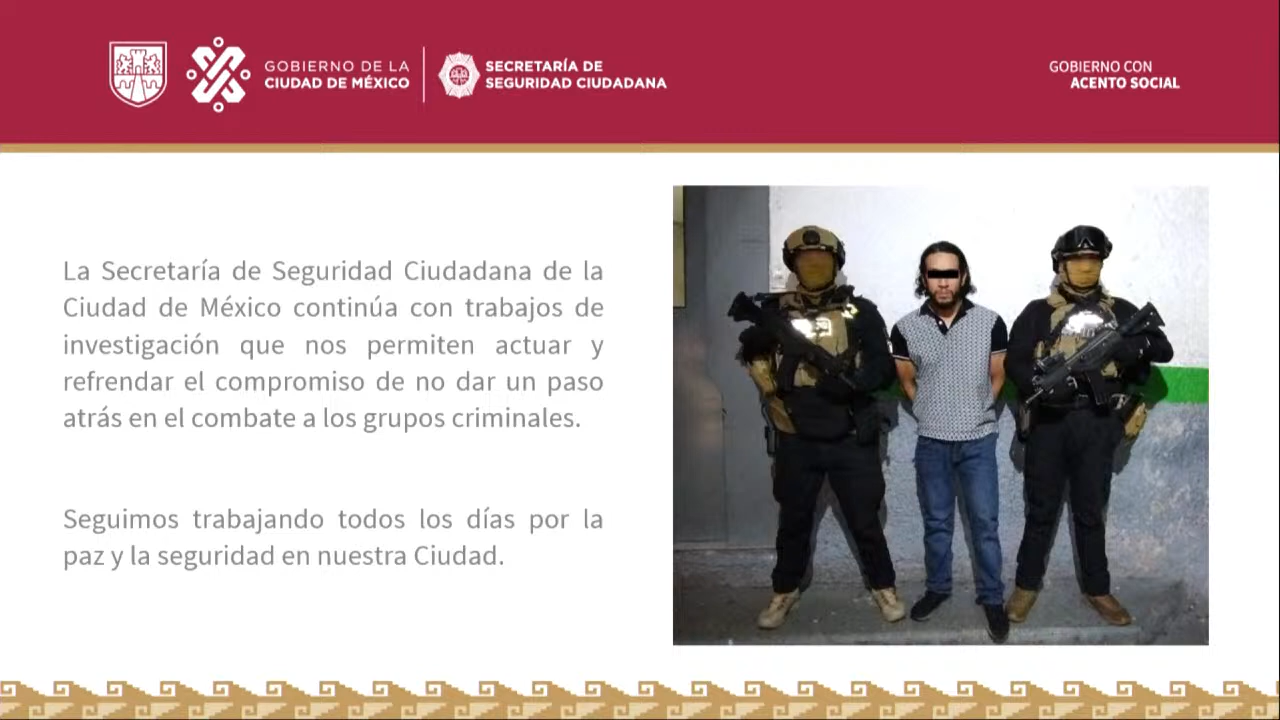 GOBIERNO DE LA
CIUDAD DE MÉXICO
SECRETARÍA DE
SEGURIDAD CIUDADANA
GOBIERNO CON
ACENTO SOCIAL
La Secretaría de Seguridad Ciudadana de la
Ciudad de México continúa con trabajos de
investigación que nos permiten actuar y
refrendar el compromiso de no dar un paso
atrás en el combate a los grupos criminales.
Seguimos trabajando todos los días por la
paz y la seguridad en nuestra Ciudad.